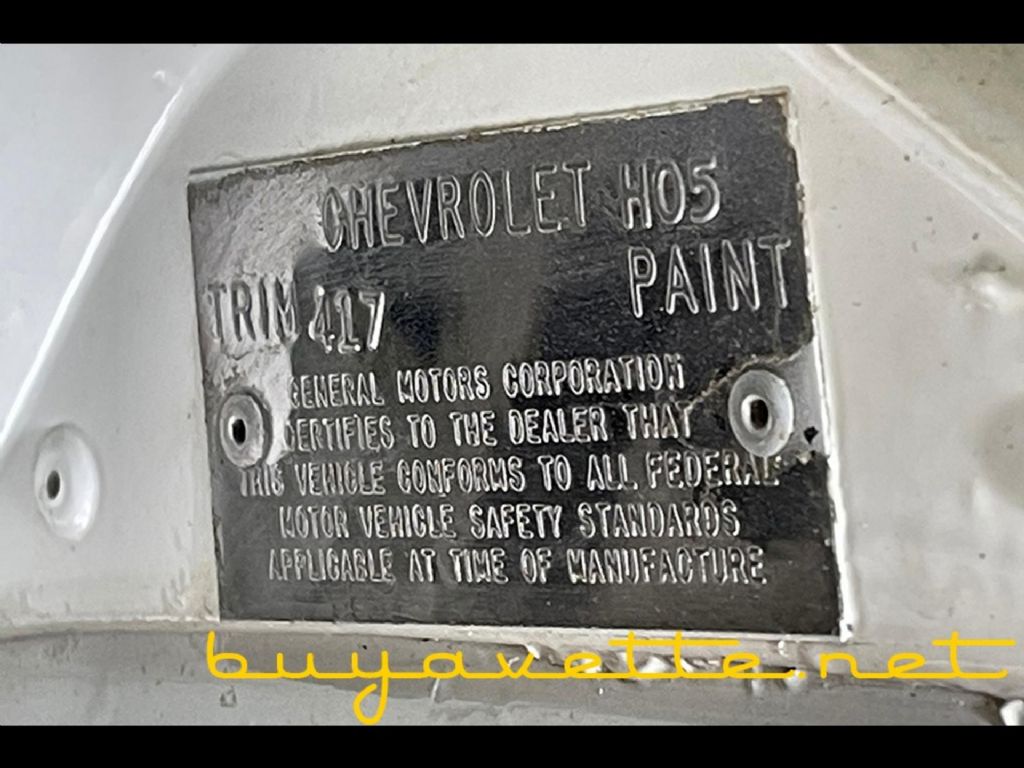 CHEVROLET H05
TRIM 417 PAINT
GENERAL MOTORS CORPORATION
CERTIFIES TO THE DEALER THAT
THIS VEHICLE CONFORMS TO ALL FEDERAL
MOTOR VEHICLE SAFETY STANDARDS
APPLICABLE AT TIME OF MANUFACTURE
buyavette.net